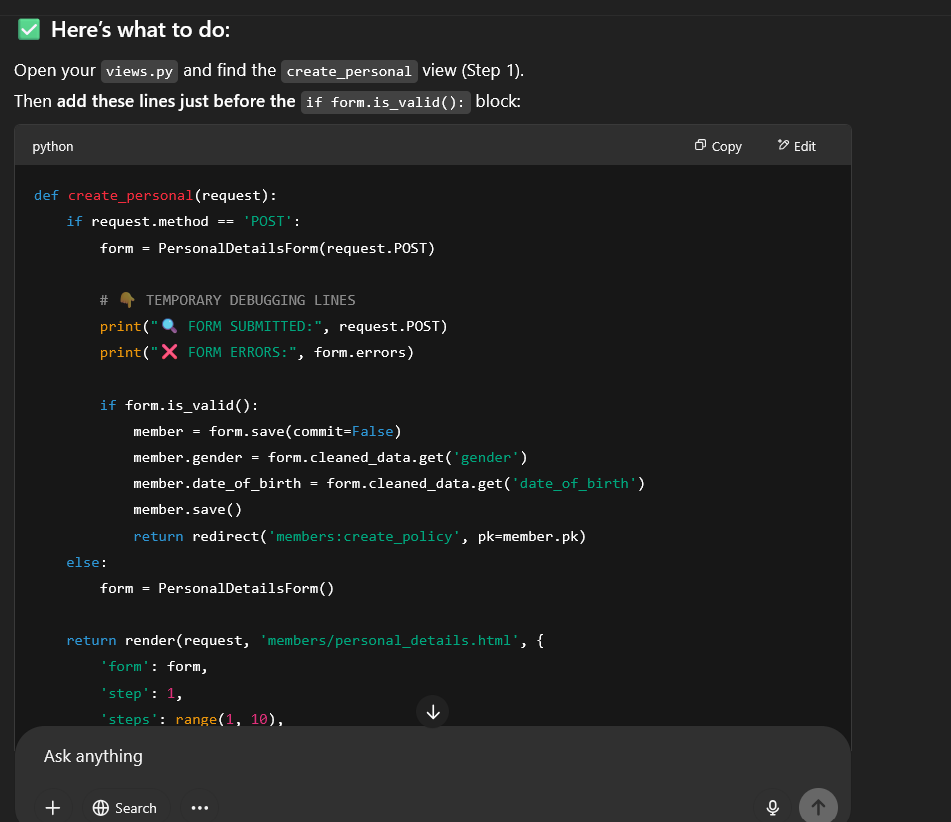 ✅ Here’s what to do:
Open your views.py and find the create_personal view (Step 1).
Then add these lines just before the if form.is_valid(): block:
python Copy Edit
def create_personal(request):
    if request.method == 'POST':
        form = PersonalDetailsForm(request.POST)
        # 👇 TEMPORARY DEBUGGING LINES
        print("🔍 FORM SUBMITTED:", request.POST)
        print("❌ FORM ERRORS:", form.errors)
        if form.is_valid():
            member = form.save(commit=False)
            member.gender = form.cleaned_data.get('gender')
            member.date_of_birth = form.cleaned_data.get('date_of_birth')
            member.save()
            return redirect('members:create_policy', pk=member.pk)
    else:
        form = PersonalDetailsForm()
    return render(request, 'members/personal_details.html', {
        'form': form,
        'step': 1,
        'steps': range(1, 10),
Ask anything
Search